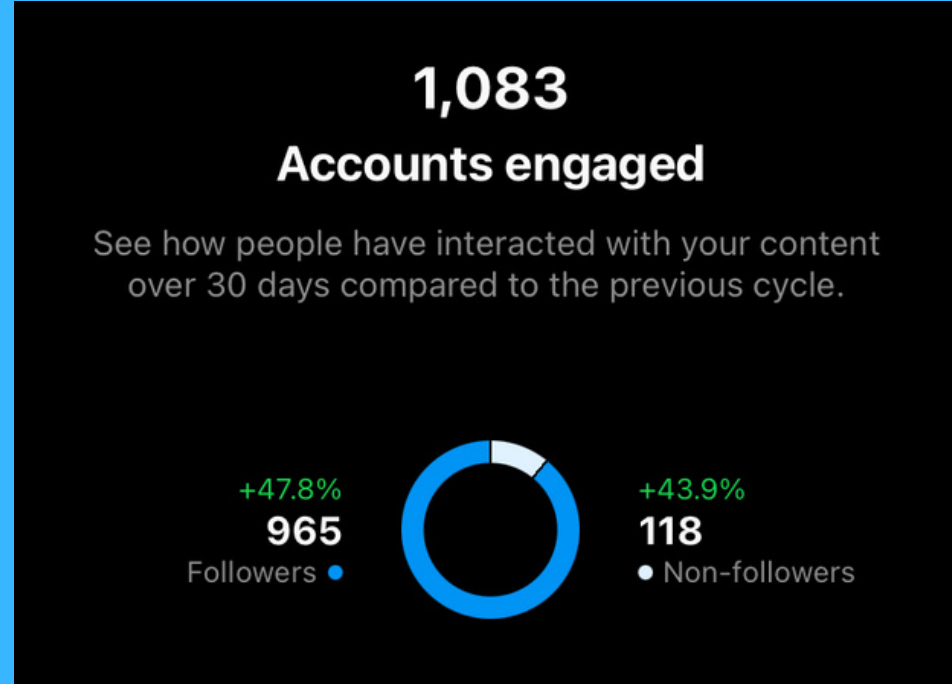 1,083
Accounts engaged
See how people have interacted with your content
over 30 days compared to the previous cycle.
+47.8%
965
Followers
+43.9%
118
Non-followers